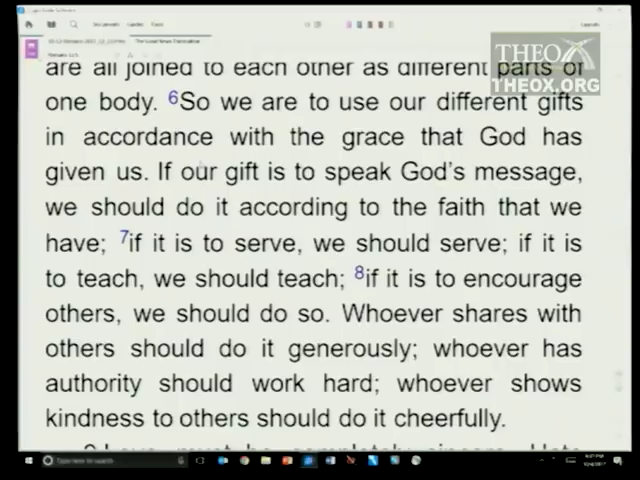 THEOX
THEOX.ORG
are all joined to each other as different parts of
one body. 6So we are to use our different gifts
in accordance with the grace that God has
given us. If our gift is to speak God's message,
we should do it according to the faith that we
have; 7if it is to serve, we should serve; if it is
to teach, we should teach; 8if it is to encourage
others, we should do so. Whoever shares with
others should do it generously; whoever has
authority should work hard; whoever shows
kindness to others should do it cheerfully.